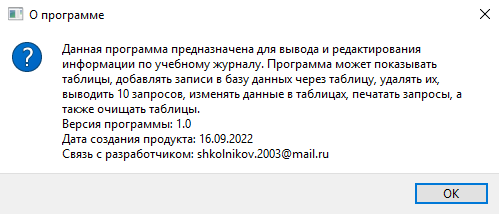 О программе
Данная программа предназначена для вывода и редактирования
информации по учебному журналу. Программа может показывать
таблицы, добавлять записи в базу данных через таблицу, удалять их,
выводить 10 запросов, изменять данные в таблицах, печатать запросы, а
также очищать таблицы.
Версия программы: 1.0
Дата создания продукта: 16.09.2022
Связь с разработчиком: shkolnikov.2003@mail.ru
OK